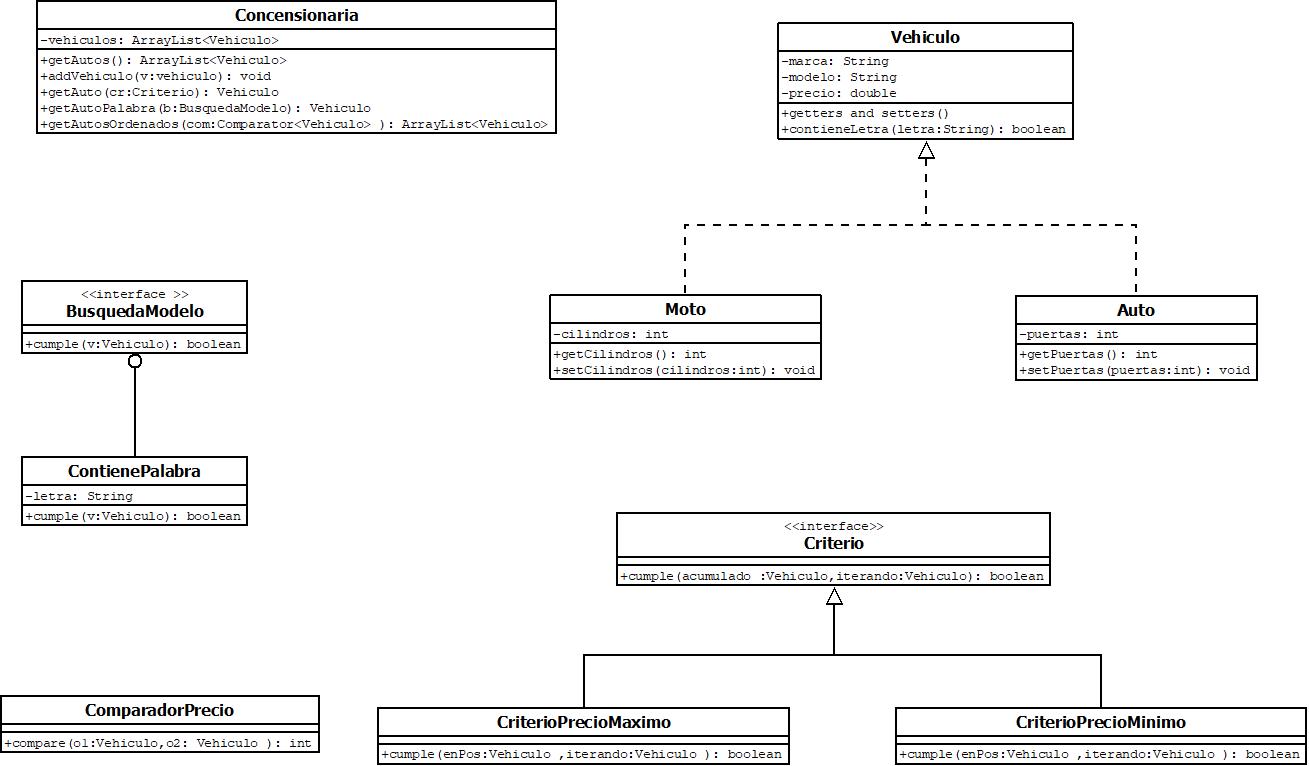 Concensionaria
-vehiculos: ArrayList<Vehiculo>
+getAutos(): ArrayList<Vehiculo>
+addVehiculo(v:vehiculo): void
+getAuto(cr:Criterio): Vehiculo
+getAutoPalabra(b:BusquedaModelo): Vehiculo
+getAutosOrdenados(com:Comparator<Vehiculo> ): ArrayList<Vehiculo>
Vehiculo
-marca: String
-modelo: String
-precio: double
+getters and setters()
+contieneLetra(letra:String): boolean
<<interface >>
BusquedaModelo
+cumple(v:Vehiculo): boolean
Moto
-cilindros: int
+getCilindros(): int
+setCilindros(cilindros:int): void
Auto
-puertas: int
+getPuertas(): int
+setPuertas(puertas:int): void
ContienePalabra
-letra: String
+cumple(v:Vehiculo): boolean
<<interface>>
Criterio
+cumple(acumulado :Vehiculo,iterando:Vehiculo): boolean
ComparadorPrecio
+compare(o1:Vehiculo,o2: Vehiculo ): int
CriterioPrecioMaximo
+cumple(enPos:Vehiculo ,iterando:Vehiculo ): boolean
CriterioPrecioMinimo
+cumple(enPos:Vehiculo ,iterando:Vehiculo ): boolean